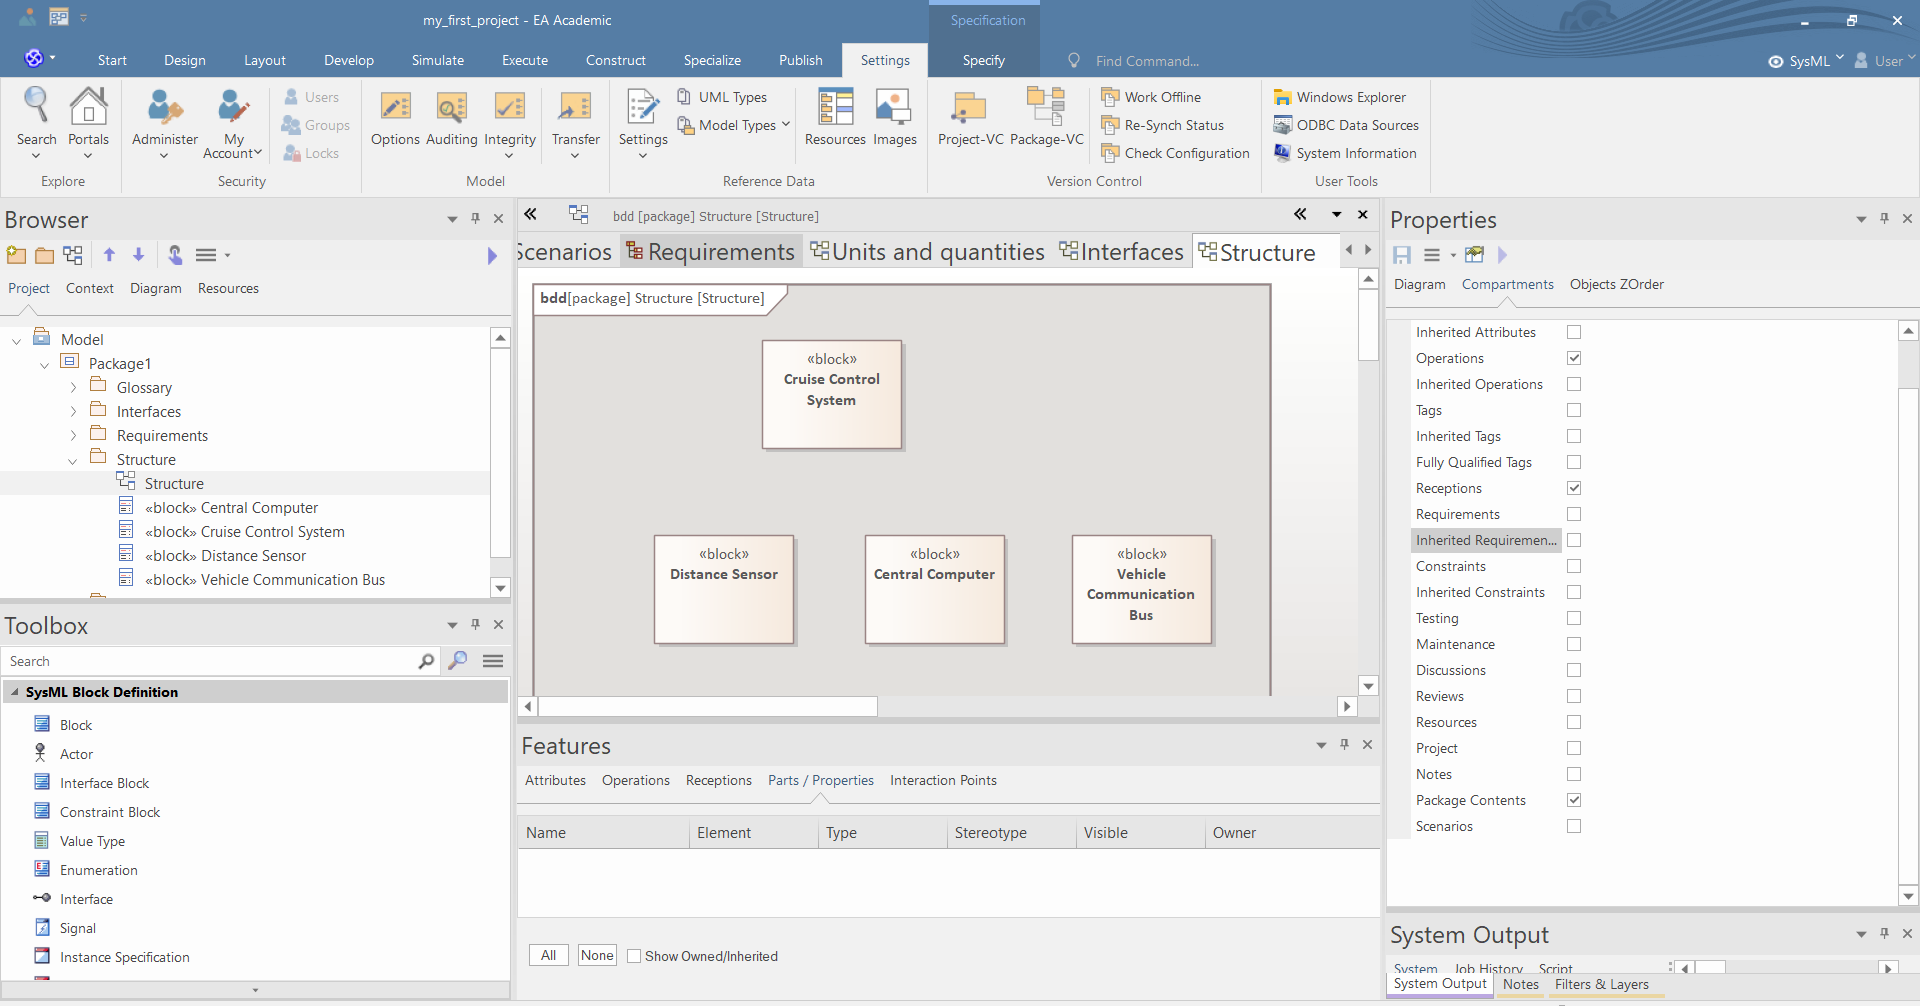 my_first_project - EA Academic
Specification
Start Design Layout Develop Simulate Execute Construct Specialize Publish Settings Specify Find Command... SysML User
Search Portals
Explore
Administer My Account Users Groups Locks
Security
Options Auditing Integrity Transfer
Model
Settings UML Types Model Types Resources Images
Reference Data
Project-VC Package-VC Work Offline Re-Synch Status Check Configuration
Version Control
Windows Explorer ODBC Data Sources System Information
User Tools
Browser
Project Context Diagram Resources
Model
Package1
Glossary
Interfaces
Requirements
Structure
Structure
«block» Central Computer
«block» Cruise Control System
«block» Distance Sensor
«block» Vehicle Communication Bus
Toolbox
Search
SysML Block Definition
Block
Actor
Interface Block
Constraint Block
Value Type
Enumeration
Interface
Signal
Instance Specification
bdd [package] Structure [Structure]
Scenarios Requirements Units and quantities Interfaces Structure
bdd[package] Structure [Structure]
«block»
Cruise Control
System
«block»
Distance Sensor
«block»
Central Computer
«block»
Vehicle
Communication
Bus
Features
Attributes Operations Receptions Parts / Properties Interaction Points
Name Element Type Stereotype Visible Owner
All None Show Owned/Inherited
Properties
Diagram Compartments Objects ZOrder
Inherited Attributes
Operations
Inherited Operations
Tags
Inherited Tags
Fully Qualified Tags
Receptions
Requirements
Inherited Requiremen...
Constraints
Inherited Constraints
Testing
Maintenance
Discussions
Reviews
Resources
Project
Notes
Package Contents
Scenarios
System Output
System Job History Script
System Output Notes Filters & Layers